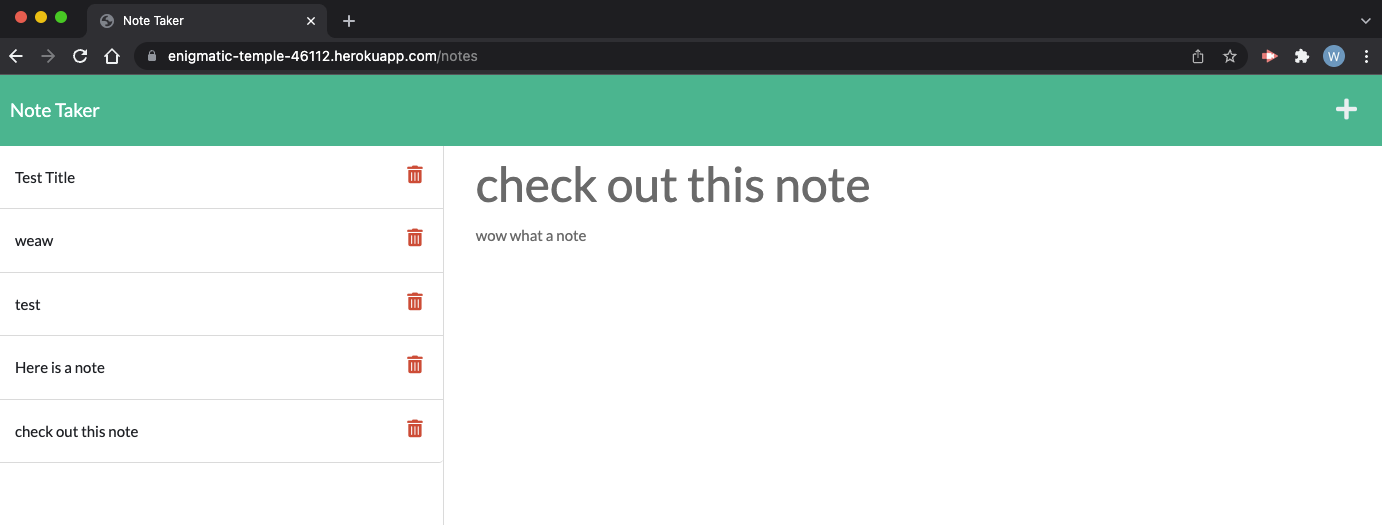 Note Taker
enigmatic-temple-46112.herokuapp.com/notes
W
Note Taker
Test Title
weaw
test
Here is a note
check out this note
check out this note
wow what a note